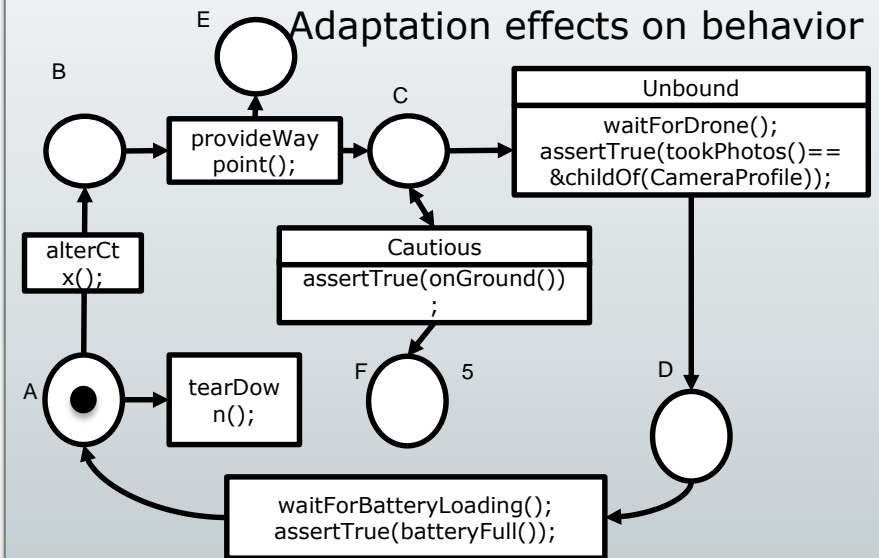 Adaptation effects on behavior
E
B
C
Unbound
waitForDrone();
assertTrue(tookPhotos()==
&childOf(CameraProfile));
provideWay
point();
alterCt
x();
Cautious
assertTrue(onGround())
;
A
tearDow
n();
F
5
D
waitForBatteryLoading();
assertTrue(batteryFull());